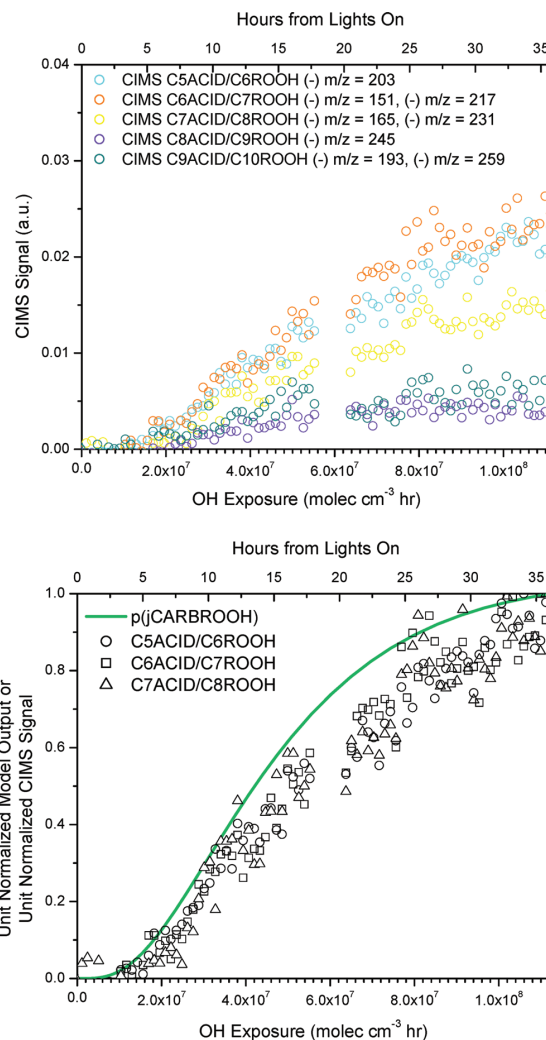 Hours from Lights On
0 5 10 15 20 25 30 35
0.04
CIMS C5ACID/C6ROOH (-) m/z = 203
CIMS C6ACID/C7ROOH (-) m/z = 151, (-) m/z = 217
CIMS C7ACID/C8ROOH (-) m/z = 165, (-) m/z = 231
CIMS C8ACID/C9ROOH (-) m/z = 245
CIMS C9ACID/C10ROOH (-) m/z = 193, (-) m/z = 259
0.03
0.02
0.01
0.00
CIMS Signal (a.u.)
0.0 2.0x10⁷ 4.0x10⁷ 6.0x10⁷ 8.0x10⁷ 1.0x10⁸
OH Exposure (molec cm⁻³ hr)
Hours from Lights On
0 5 10 15 20 25 30 35
1.0
p(jCARBROOH)
C5ACID/C6ROOH
C6ACID/C7ROOH
C7ACID/C8ROOH
0.8
0.6
0.4
0.2
0.0
Unit Normalized Model Output or
Unit Normalized CIMS Signal
0.0 2.0x10⁷ 4.0x10⁷ 6.0x10⁷ 8.0x10⁷ 1.0x10⁸
OH Exposure (molec cm⁻³ hr)